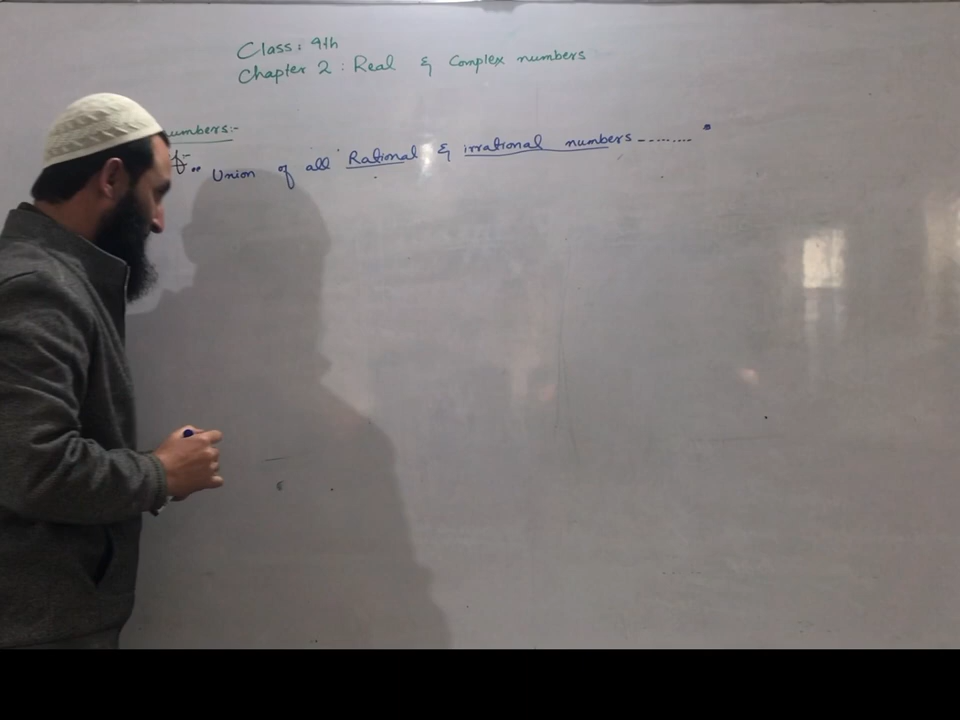 Class: 9th
Chapter 2: Real & Complex numbers
umbers:-
Union of all Rational & irrational numbers ---------